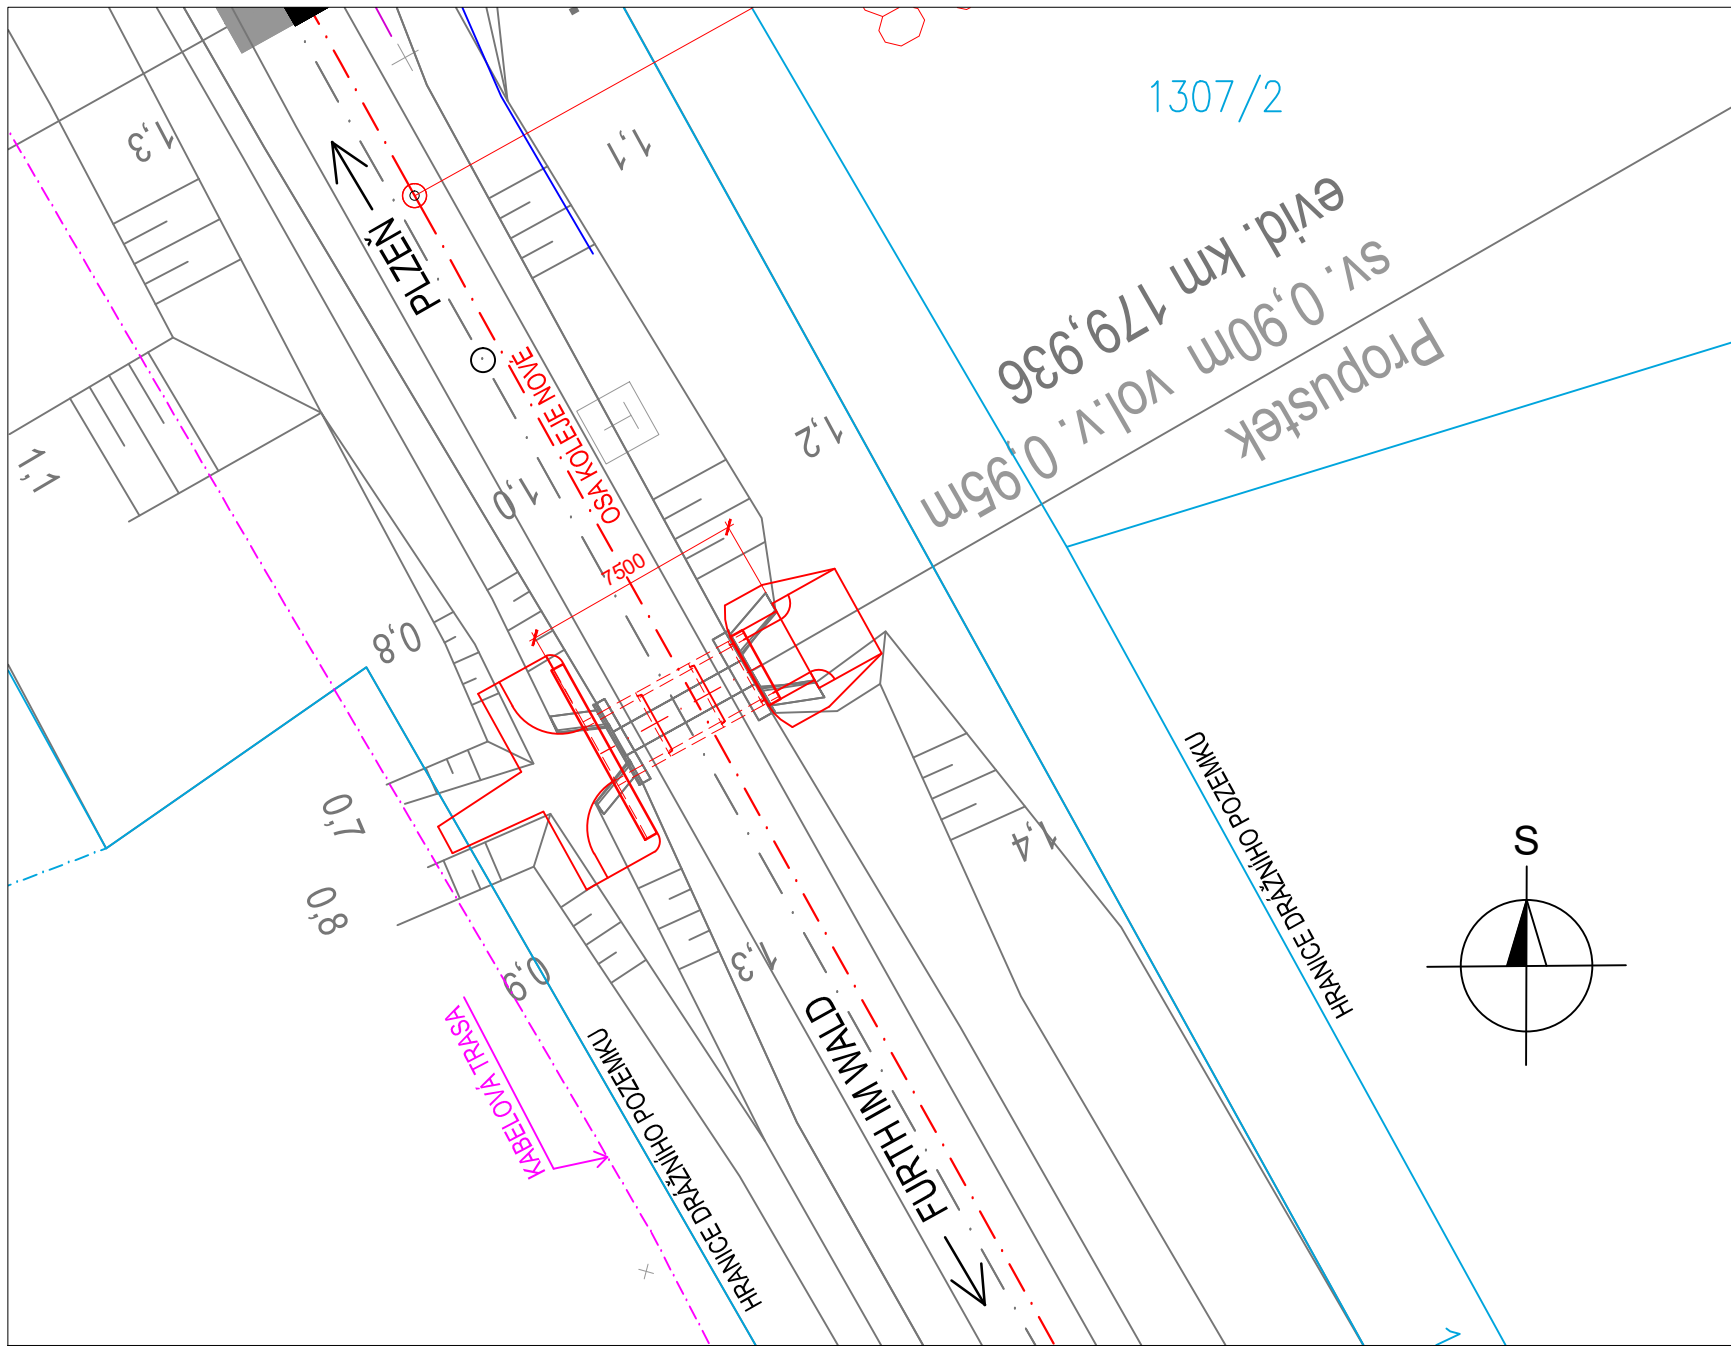 1307/2
1,3
1,1
evid. km 179,936
sv. 0,90m vol.v. 0,95m
Propustek
PLZEŇ
OSA KOLEJE NOVÉ
1,2
1,1
1,0
7500
0,8
0,7
0,8
0,9
1,3
1,4
HRANICE DRÁŽNÍHO POZEMKU
S
KABELOVÁ TRASA
HRANICE DRÁŽNÍHO POZEMKU
FURTH IM WALD